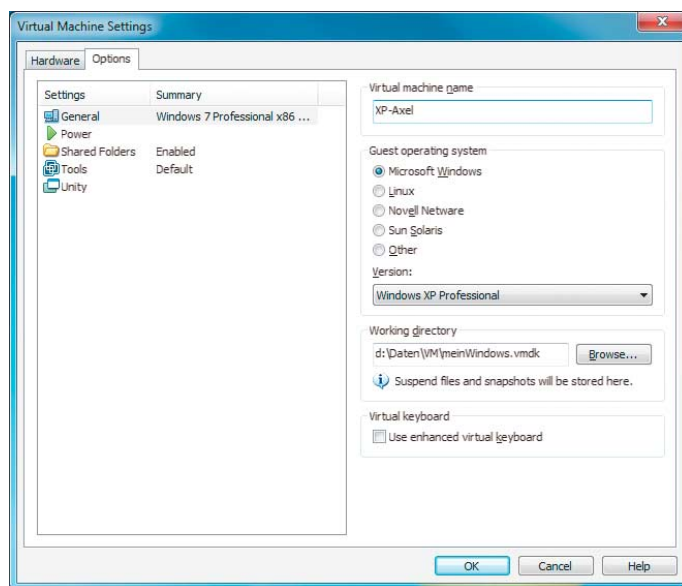 Virtual Machine Settings
Hardware Options
Settings Summary
General Windows 7 Professional x86 ...
Power
Shared Folders Enabled
Tools Default
Unity
Virtual machine name
XP-Axel
Guest operating system
Microsoft Windows
Linux
Novell Netware
Sun Solaris
Other
Version:
Windows XP Professional
Working directory
d:\Daten\VM\meinWindows.vmdk Browse...
Suspend files and snapshots will be stored here.
Virtual keyboard
Use enhanced virtual keyboard
OK Cancel Help